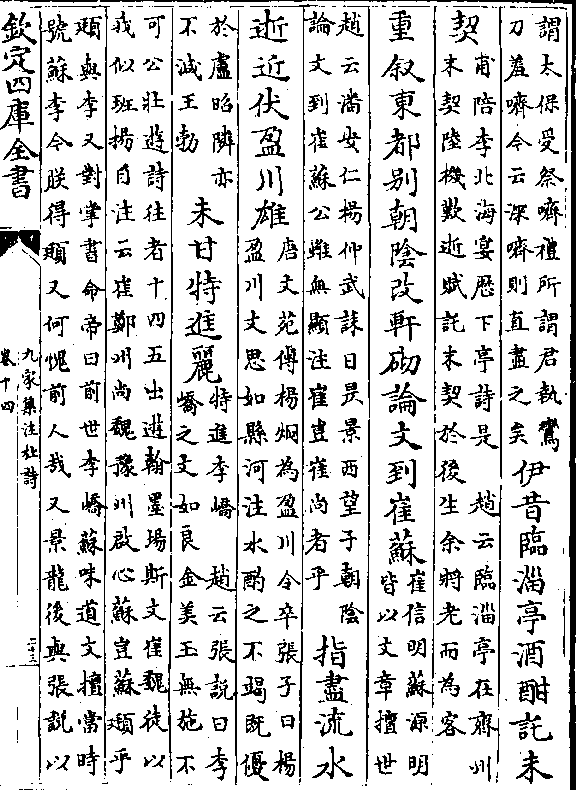 謂太保受祭嚌禮所謂君執鸞
刀羞嚌今云深嚌則直盡之矣
伊昔臨淄亭酒酣託末
契
甫陪李北海宴歷下亭詩是 趙云臨淄亭在齊州
末契陸機歎逝賦託末契於後生余將老而為客
重叙東都别朝陰改軒砌論文到崔蘇
崔信明蘇源明
皆以文章擅世
趙云潘安仁楊仲武誄日昃景西望子朝陰
論文到崔蘇公雖無顯注崔豈崔尚者乎
指盡流水
逝近伏盈川雄
唐文苑傳楊炯為盈川令卒張子曰楊
盈川文思如縣河注水酌之不竭既優
於盧昭隣亦
不減王勃
未甘特進麗
特進李嶠 趙云張說曰李
嶠之文如良金美玉無施不
可公壯遊詩往者十四五出遊翰墨場斯文崔魏徒以
我似班揚自注云崔鄭州尚魏豫州啟心蘇豈蘇頲乎
頲與李乂對掌書命帝曰前世李嶠蘇味道文擅當時
號蘇李今朕得頲乂何愧前人哉又景龍後與張說以
欽定四庫全書
九家集注杜詩
卷十四
二十三